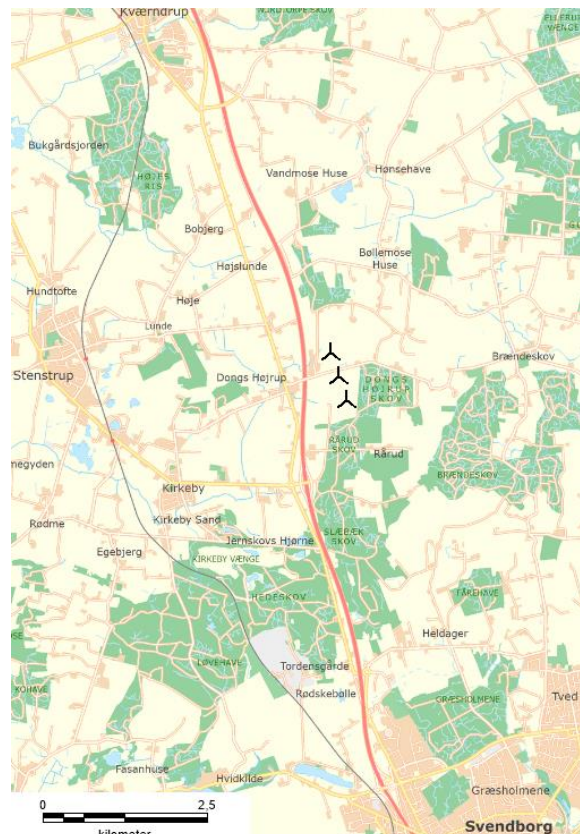 Kværndrup
Bukgårdsjorden
HØJES
RIS
Vandmose Huse
Hønsehave
Bobjerg
Højslunde
Bøllemose
Huse
Hundtofte
Høje
Lunde
Stenstrup
Dongs Højrup
Brændeskov
DONGS
HØJRUP
SKOV
RÅRUD
SKOV
Rårud
BRÆNDESKOV
Kirkeby
Rødme
Kirkeby Sand
SLÆBÆK
SKOV
Jernskovs Hjørne
Egebjerg
KIRKEBY VÆNGE
HEDESKOV
FÅREHAVE
Heldager
LØVEHAVE
Tordensgårde
Rødskebølle
GRÆSHOLMENE
Tved
KOHAVE
Fasanhuse
Hvidkilde
Græsholmene
0 2,5
kilometer
Svendborg